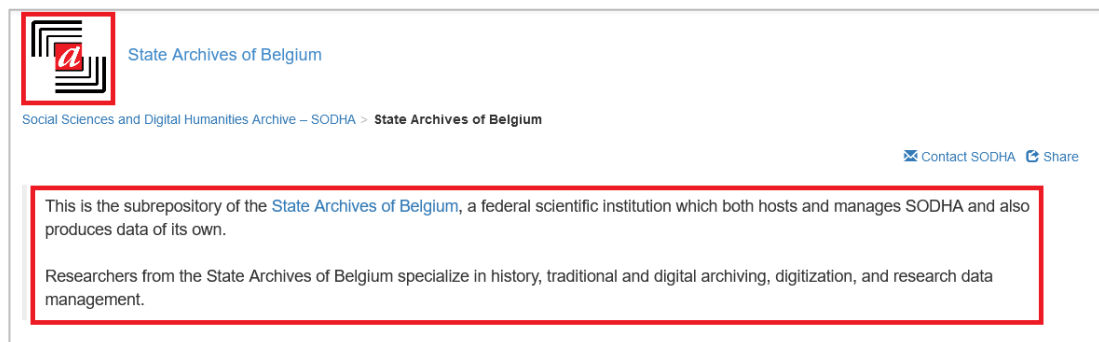 a
State Archives of Belgium
Social Sciences and Digital Humanities Archive – SODHA > State Archives of Belgium
Contact SODHA Share
This is the subrepository of the State Archives of Belgium, a federal scientific institution which both hosts and manages SODHA and also
produces data of its own.
Researchers from the State Archives of Belgium specialize in history, traditional and digital archiving, digitization, and research data
management.